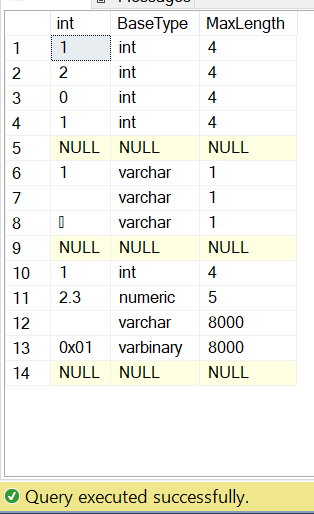 Messages
int BaseType MaxLength
1 1 int 4
2 2 int 4
3 0 int 4
4 1 int 4
5 NULL NULL NULL
6 1 varchar 1
7 varchar 1
8 varchar 1
9 NULL NULL NULL
10 1 int 4
11 2.3 numeric 5
12 varchar 8000
13 0x01 varbinary 8000
14 NULL NULL NULL
Query executed successfully.